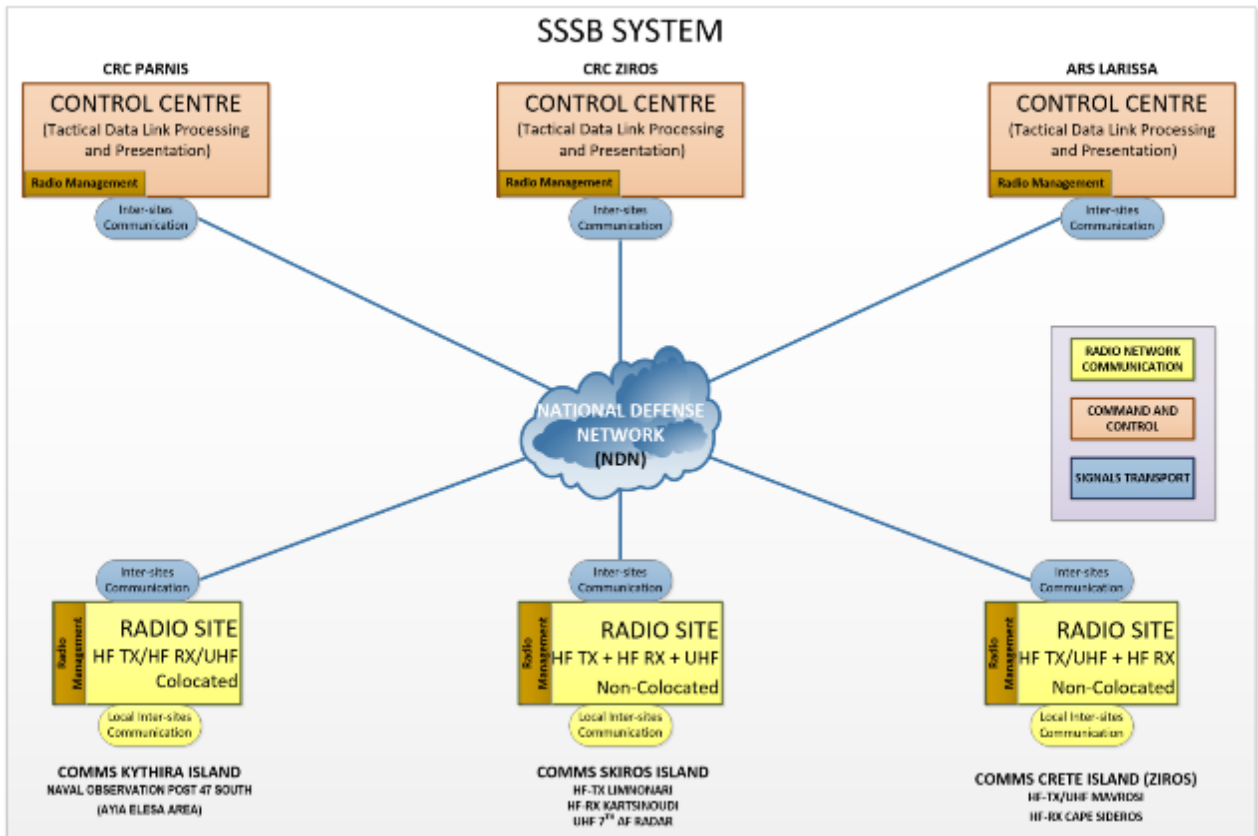 SSSB SYSTEM
CRC PARNIS
CONTROL CENTRE
(Tactical Data Link Processing
and Presentation)
Radio Management
Inter-sites
Communication
CRC ZIROS
CONTROL CENTRE
(Tactical Data Link Processing
and Presentation)
Radio Management
Inter-sites
Communication
ARS LARISSA
CONTROL CENTRE
(Tactical Data Link Processing
and Presentation)
Radio Management
Inter-sites
Communication
NATIONAL DEFENSE
NETWORK
(NDN)
RADIO NETWORK
COMMUNICATION
COMMAND AND
CONTROL
SIGNALS TRANSPORT
Inter-sites
Communication
Radio
Management
RADIO SITE
HF TX/HF RX/UHF
Colocated
Local Inter-sites
Communication
COMMS KYTHIRA ISLAND
NAVAL OBSERVATION POST 47 SOUTH
(AYIA ELESA AREA)
Inter-sites
Communication
Radio
Management
RADIO SITE
HF TX + HF RX + UHF
Non-Colocated
Local Inter-sites
Communication
COMMS SKIROS ISLAND
HF-TX LIMNONARI
HF-RX KARTSINOUDI
UHF 7TH AF RADAR
Inter-sites
Communication
Radio
Management
RADIO SITE
HF TX/UHF + HF RX
Non-Colocated
Local Inter-sites
Communication
COMMS CRETE ISLAND (ZIROS)
HF-TX/UHF MAVROSI
HF-RX CAPE SIDEROS